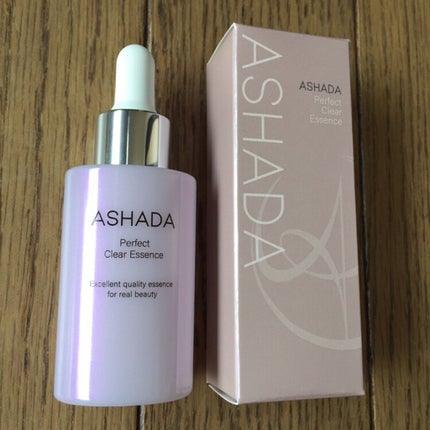 ASHADA
Perfect
Clear Essence
Excellent quality essence
for real beauty
ASHADA
ASHADA
Perfect
Clear
Essence